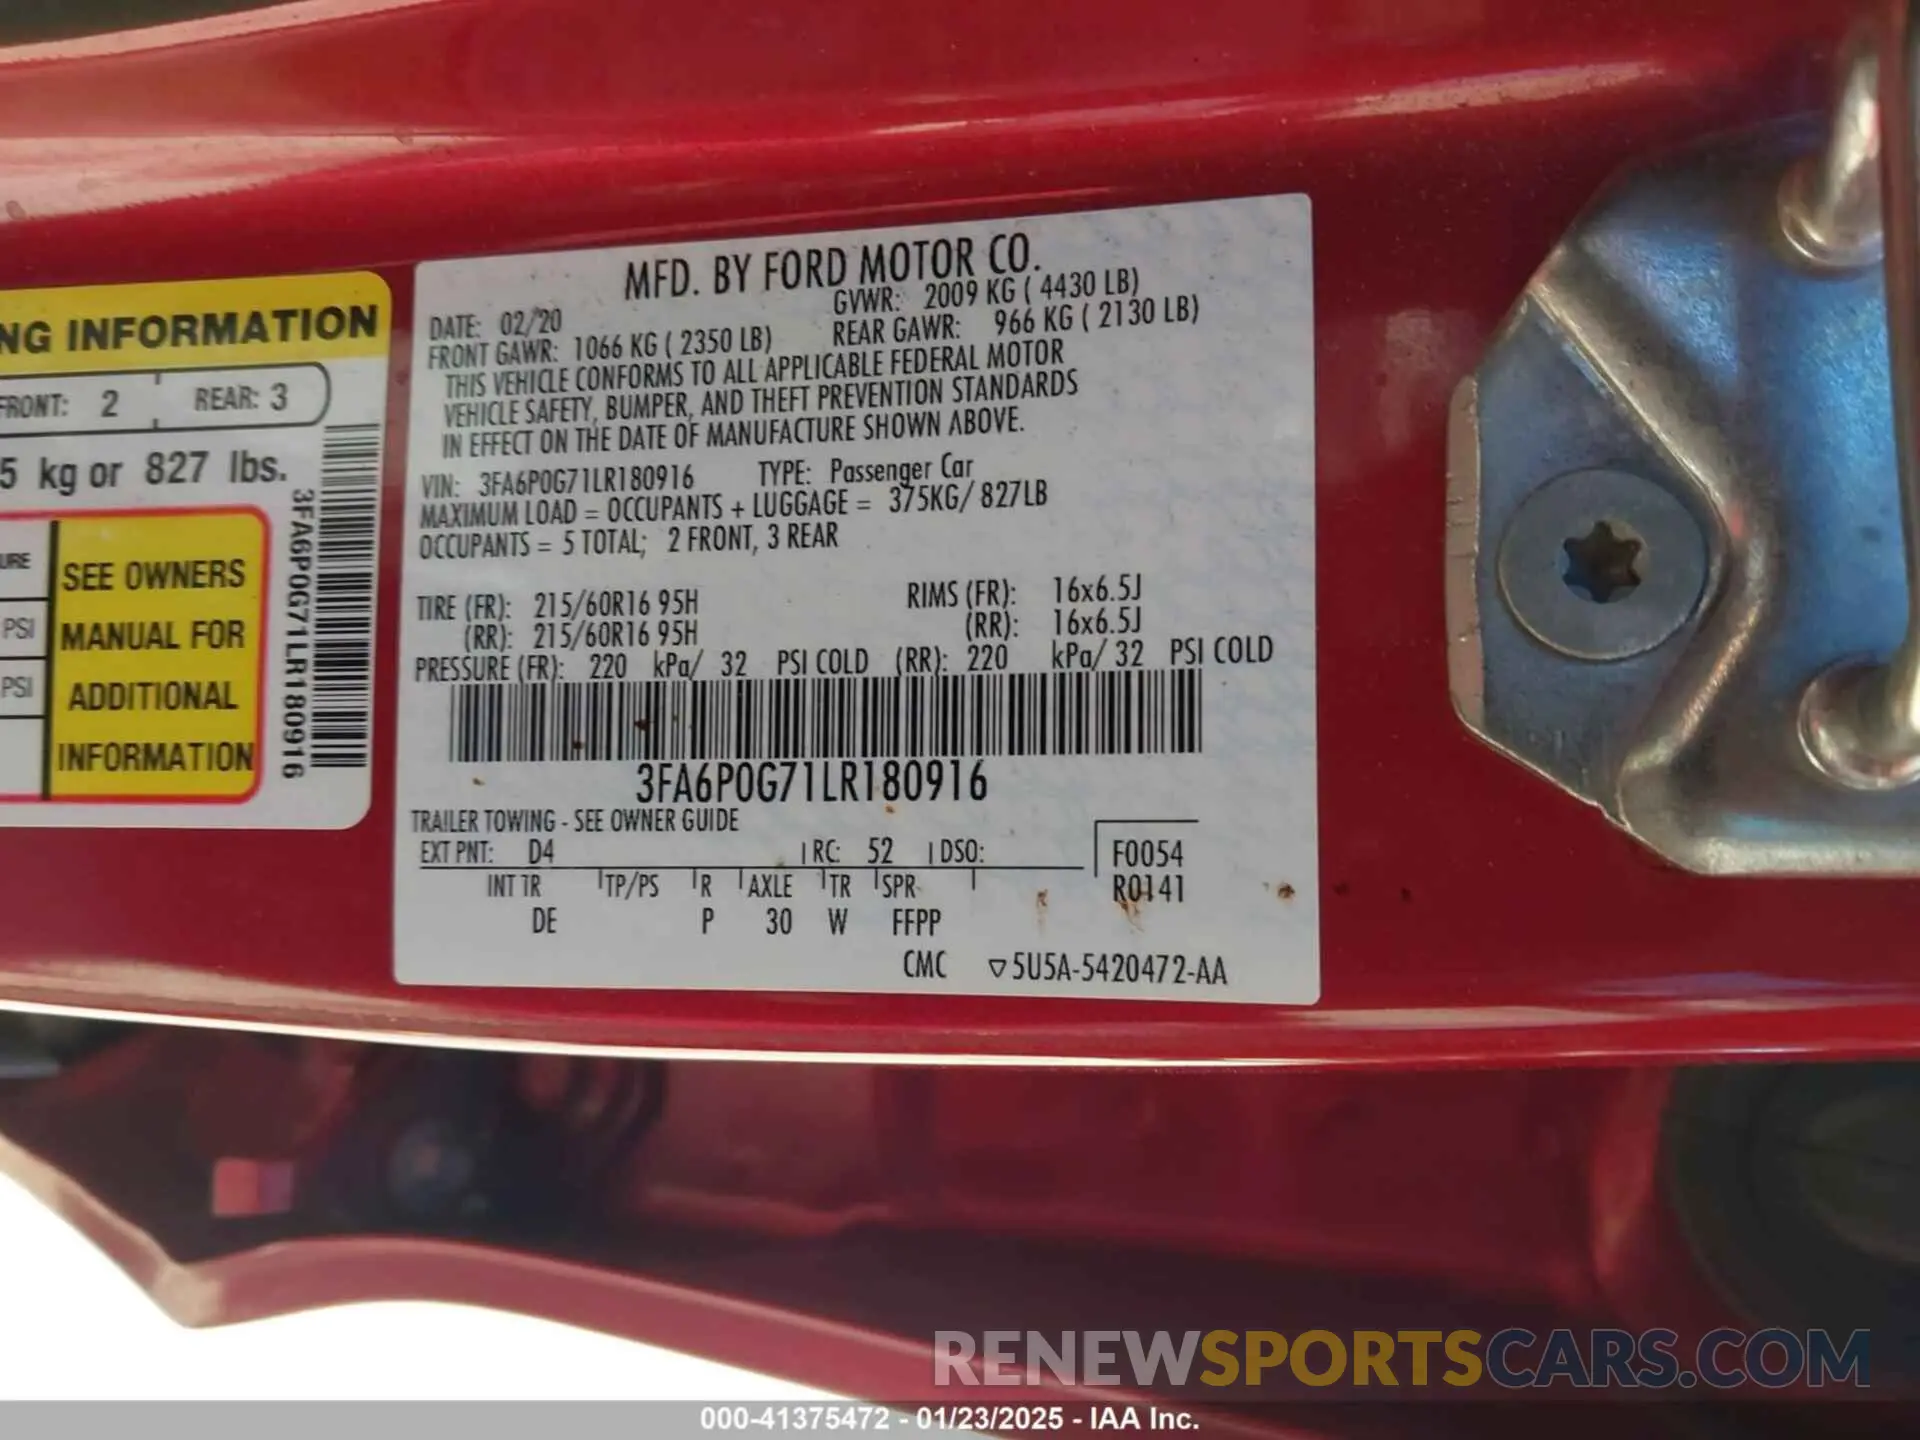 NG INFORMATION
FRONT: 2 REAR: 3
5 kg or 827 lbs.
URE
PSI
PSI
SEE OWNERS
MANUAL FOR
ADDITIONAL
INFORMATION
3FA6P0G71LR180916
MFD. BY FORD MOTOR CO.
DATE: 02/20 GVWR: 2009 KG ( 4430 LB)
FRONT GAWR: 1066 KG ( 2350 LB) REAR GAWR: 966 KG ( 2130 LB)
THIS VEHICLE CONFORMS TO ALL APPLICABLE FEDERAL MOTOR
VEHICLE SAFETY, BUMPER, AND THEFT PREVENTION STANDARDS
IN EFFECT ON THE DATE OF MANUFACTURE SHOWN ABOVE.
VIN: 3FA6P0G71LR180916 TYPE: Passenger Car
MAXIMUM LOAD = OCCUPANTS + LUGGAGE = 375KG/ 827LB
OCCUPANTS = 5 TOTAL; 2 FRONT, 3 REAR
TIRE (FR): 215/60R16 95H RIMS (FR): 16x6.5J
(RR): 215/60R16 95H (RR): 16x6.5J
PRESSURE (FR): 220 kPa/ 32 PSI COLD (RR): 220 kPa/ 32 PSI COLD
3FA6P0G71LR180916
TRAILER TOWING - SEE OWNER GUIDE
EXT PNT: D4 RC: 52 DSO: F0054
INT TR TP/PS R AXLE TR SPR R0141
DE P 30 W FFPP
CMC ▽5U5A-5420472-AA
RENEWSPORTSCARS.COM
000-41375472 - 01/23/2025 - IAA Inc.